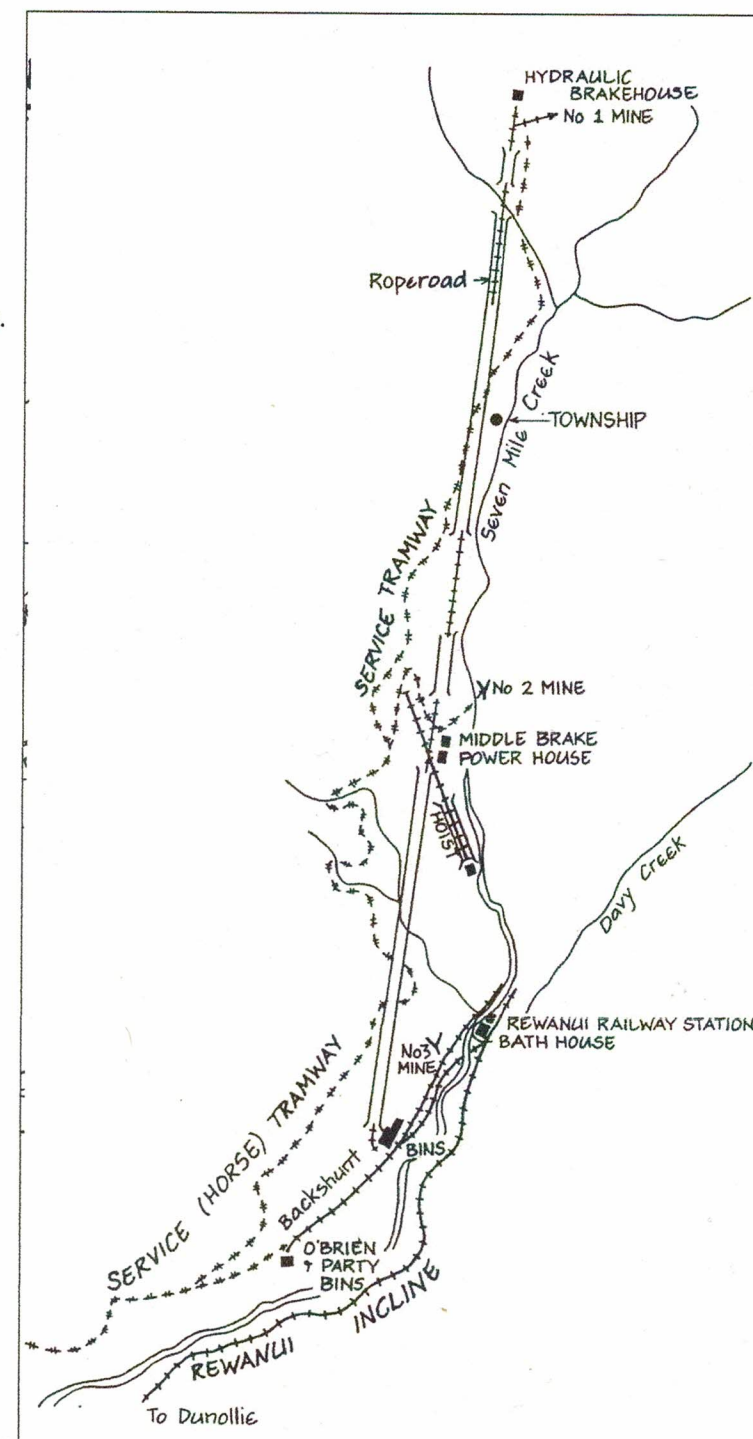 HYDRAULIC
BRAKEHOUSE
No 1 MINE
Roperoad
Seven Mile Creek
TOWNSHIP
SERVICE TRAMWAY
No 2 MINE
MIDDLE BRAKE
POWER HOUSE
HOIST
Davy Creek
REWANUI RAILWAY STATION
BATH HOUSE
No3
MINE
SERVICE (HORSE) TRAMWAY
BINS
Backshunt
O'BRIEN
& PARTY
BINS
REWANUI INCLINE
To Dunollie